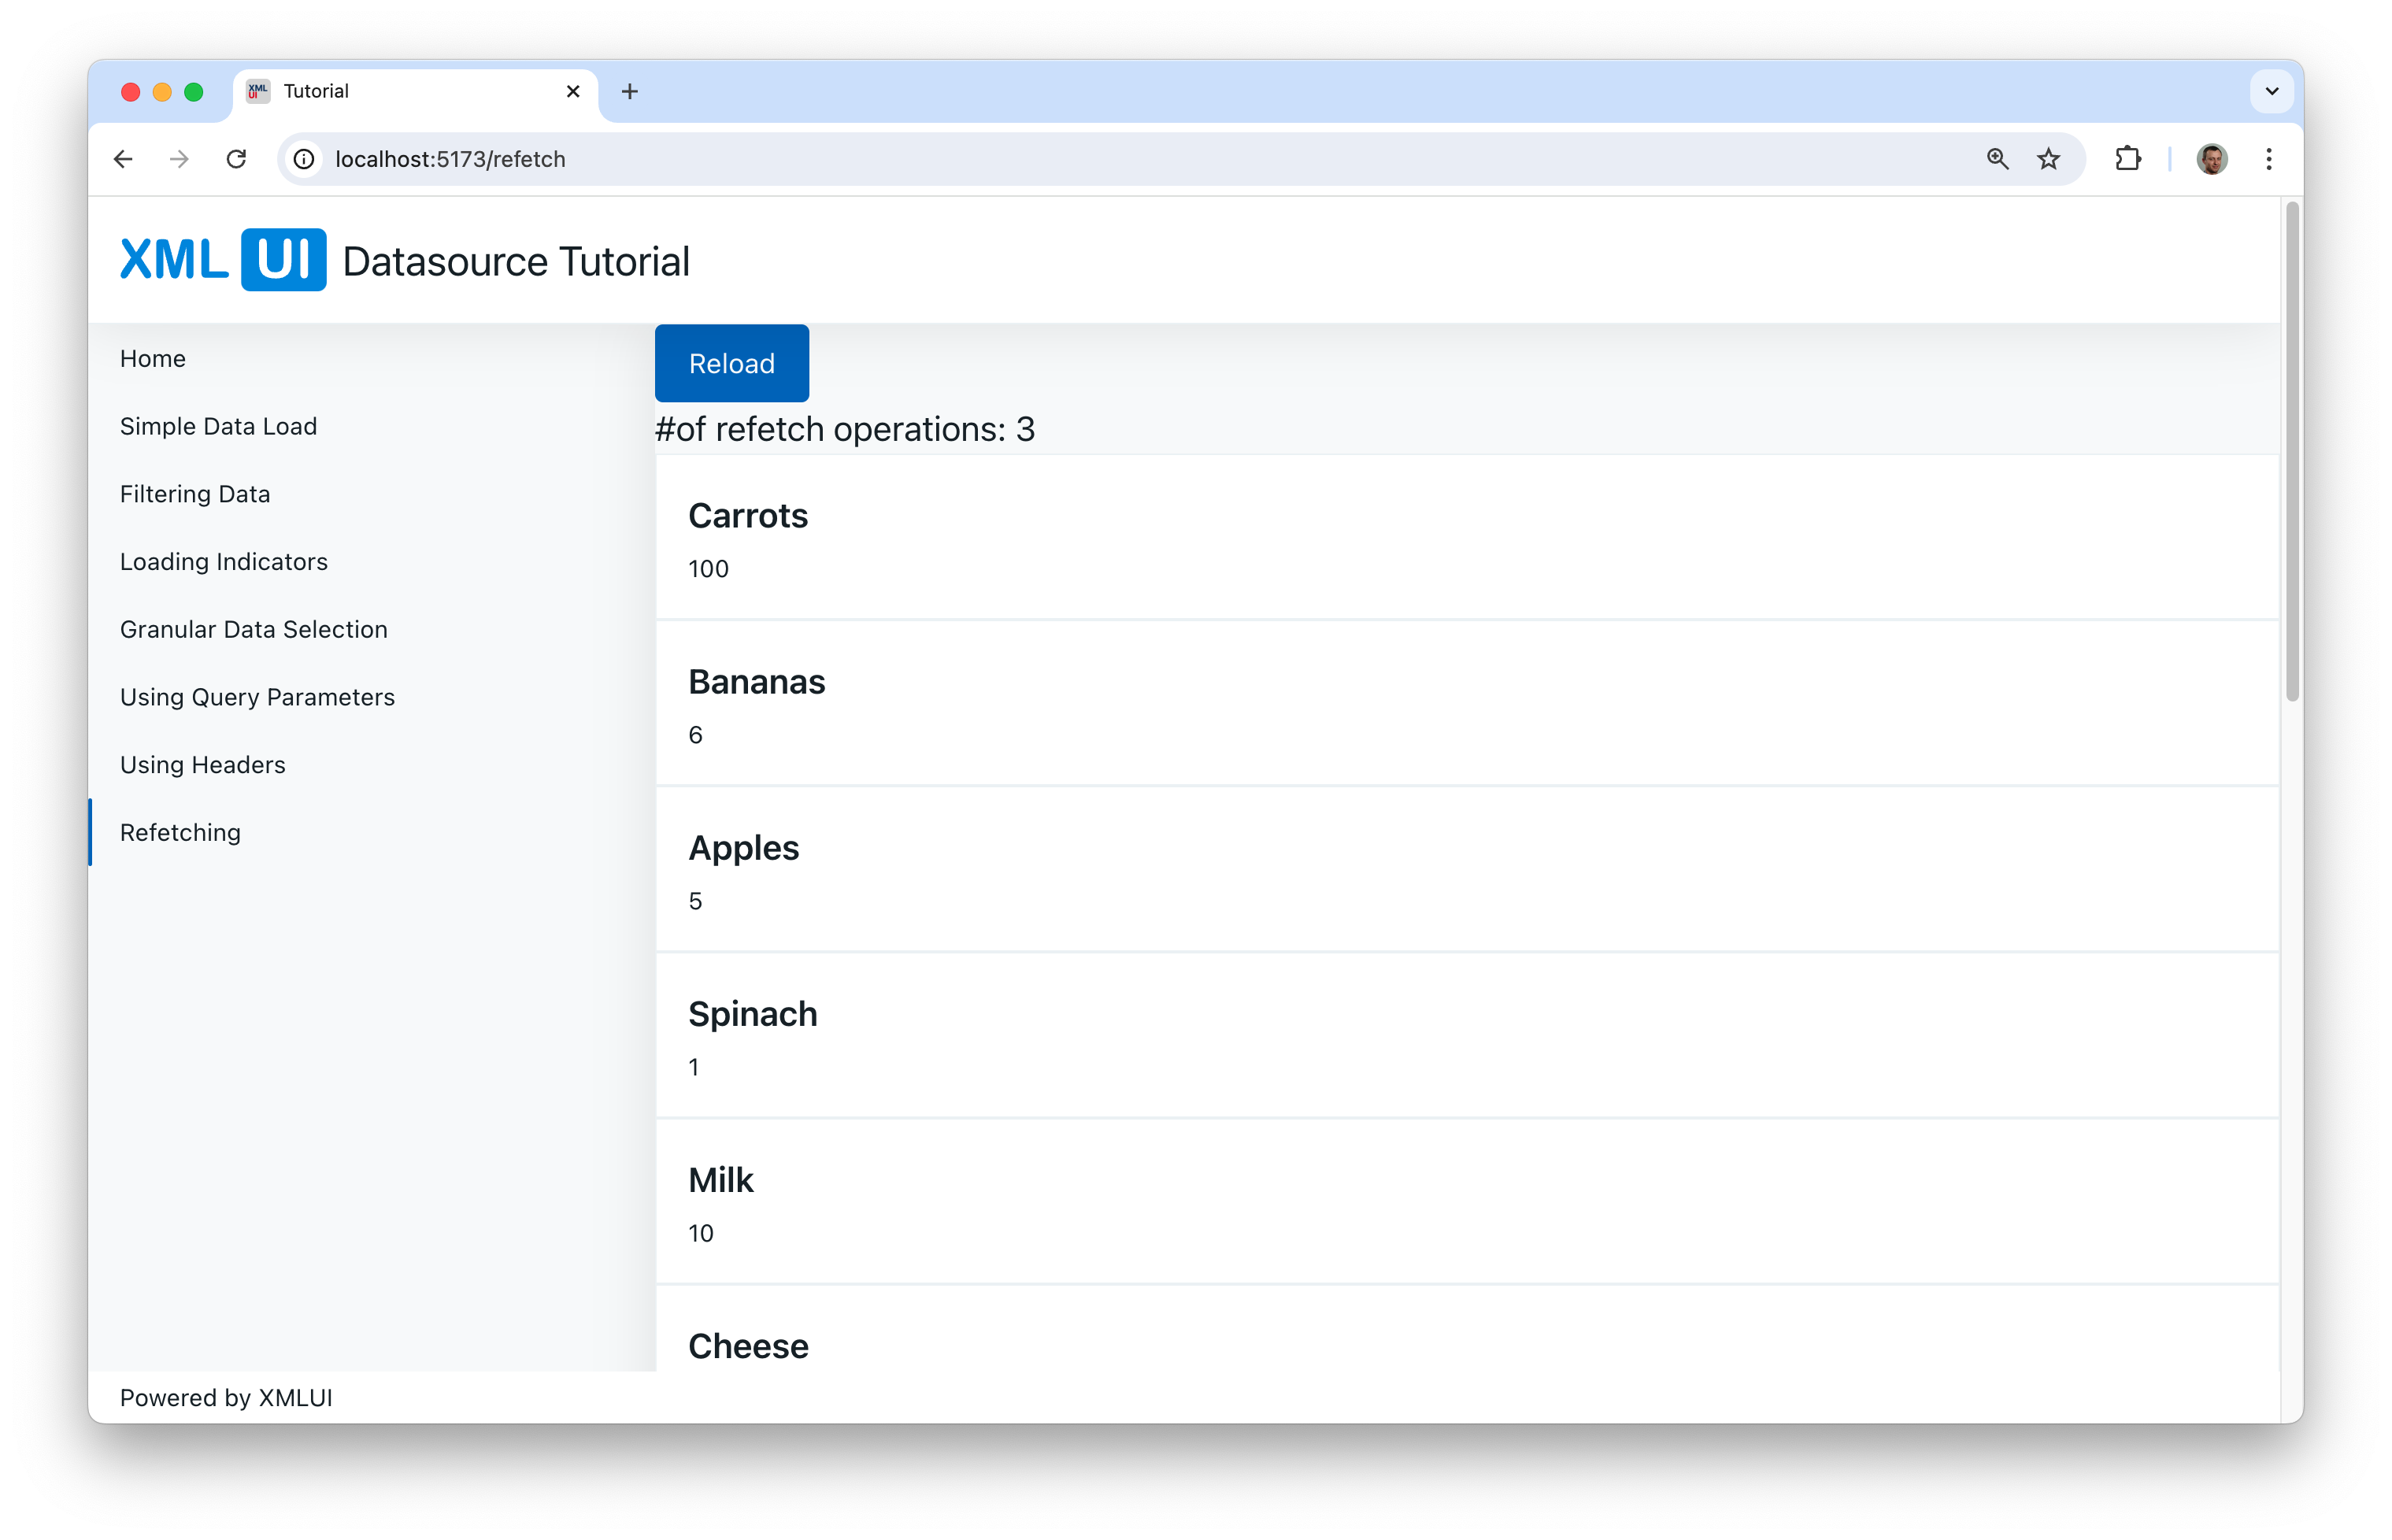 XML UI Tutorial
localhost:5173/refetch
XML UI Datasource Tutorial
Home
Simple Data Load
Filtering Data
Loading Indicators
Granular Data Selection
Using Query Parameters
Using Headers
Refetching
Reload
#of refetch operations: 3
Carrots
100
Bananas
6
Apples
5
Spinach
1
Milk
10
Cheese
Powered by XMLUI